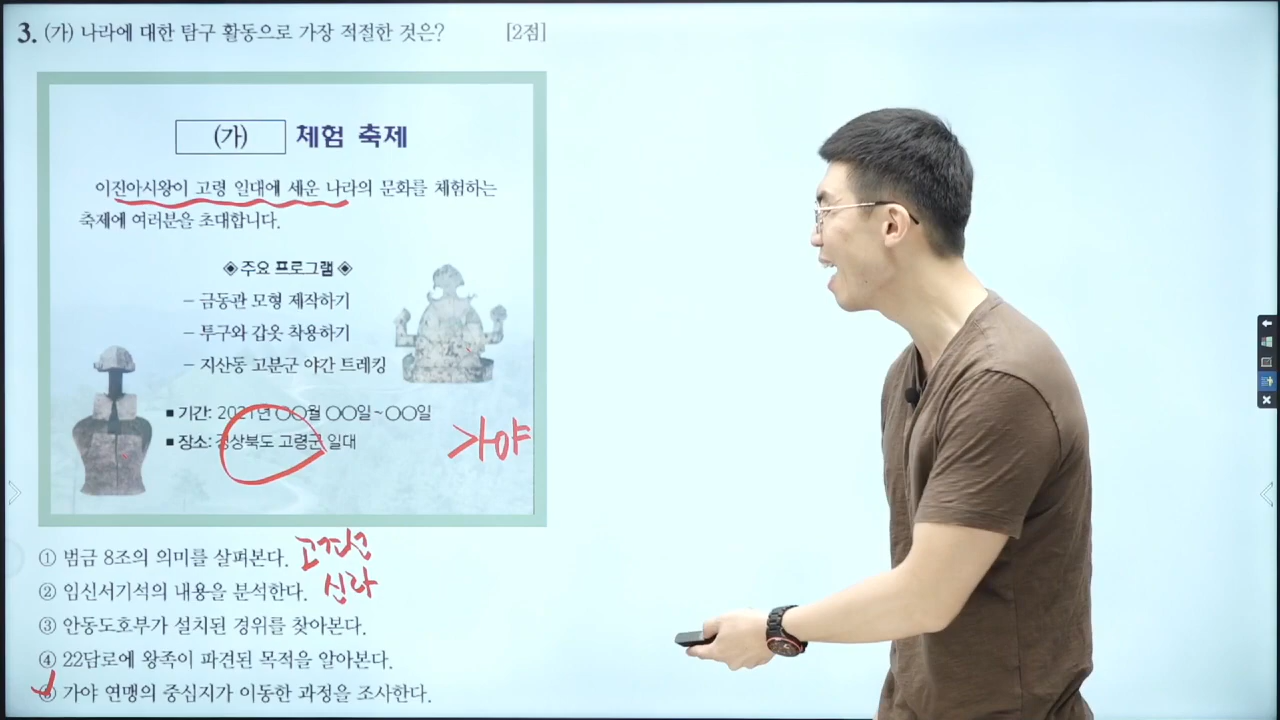 3. (가) 나라에 대한 탐구 활동으로 가장 적절한 것은? [2점]
(가) 체험 축제
이진아시왕이 고령 일대에 세운 나라의 문화를 체험하는
축제에 여러분을 초대합니다.
◈주요 프로그램◈
- 금동관 모형 제작하기
- 투구와 갑옷 착용하기
- 지산동 고분군 야간 트레킹
■ 기간: 2021년 ○○월 ○○일~○○일
■ 장소: 경상북도 고령군 일대
가야
① 범금 8조의 의미를 살펴본다. 고조선
② 임신서기석의 내용을 분석한다. 신라
③ 안동도호부가 설치된 경위를 찾아본다.
④ 22담로에 왕족이 파견된 목적을 알아본다.
⑤ 가야 연맹의 중심지가 이동한 과정을 조사한다.